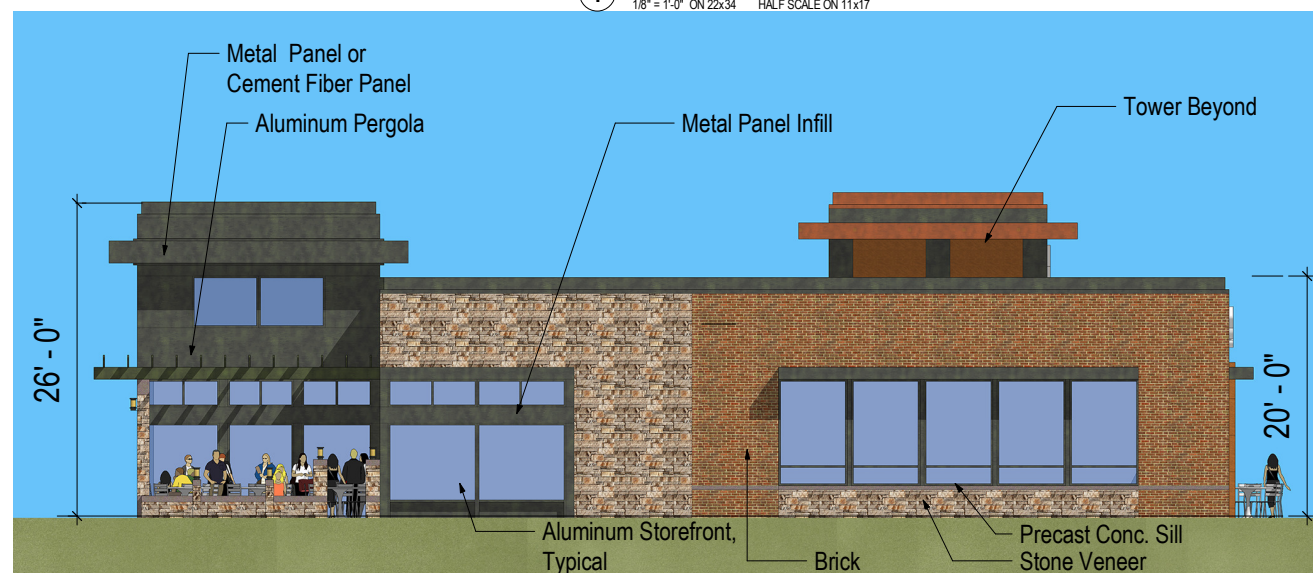 1/8" = 1'-0" ON 22x34 HALF SCALE ON 11x17
Metal Panel or
Cement Fiber Panel
Aluminum Pergola
Metal Panel Infill
Tower Beyond
26' - 0"
20' - 0"
Aluminum Storefront,
Typical
Brick
Precast Conc. Sill
Stone Veneer